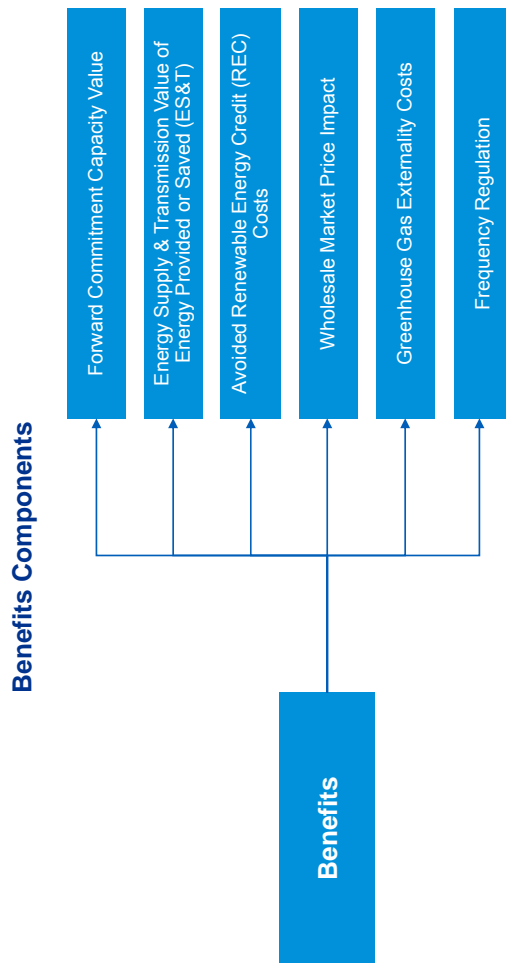 Benefits Components
Benefits
Forward Commitment Capacity Value
Energy Supply & Transmission Value of
Energy Provided or Saved (ES&T)
Avoided Renewable Energy Credit (REC)
Costs
Wholesale Market Price Impact
Greenhouse Gas Externality Costs
Frequency Regulation